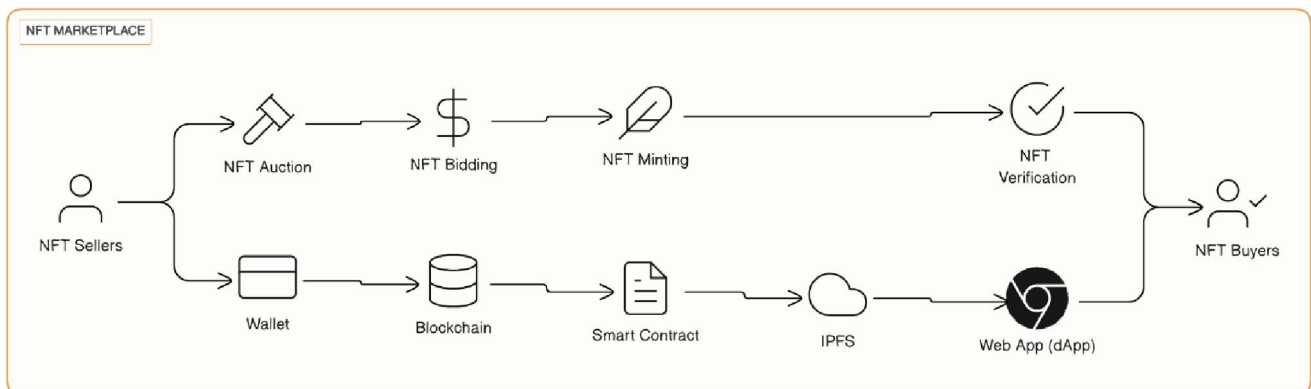 NFT MARKETPLACE
NFT Auction
NFT Bidding
NFT Minting
NFT
Verification
NFT Sellers
NFT Buyers
Wallet
Blockchain
Smart Contract
IPFS
Web App (dApp)